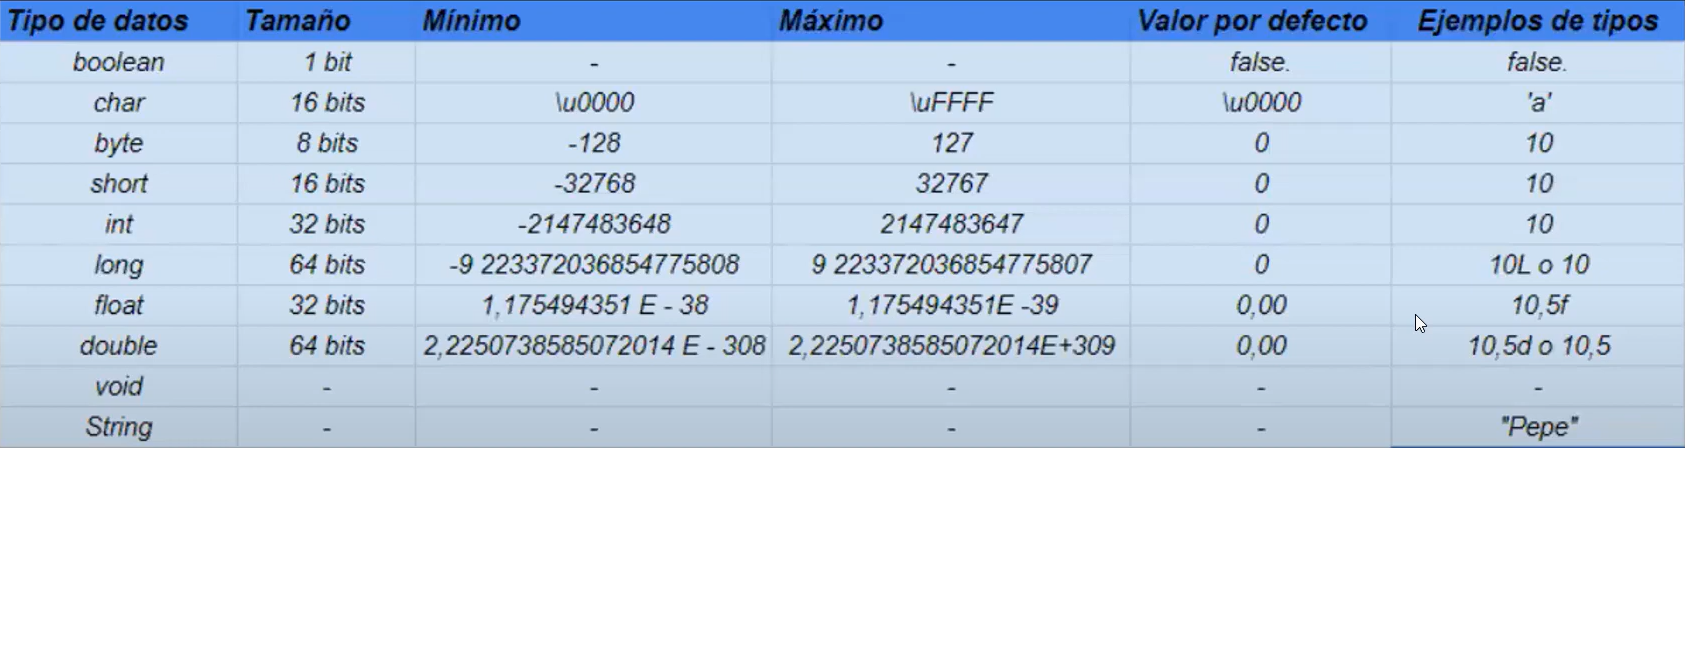 Tipo de datos Tamaño Mínimo Máximo Valor por defecto Ejemplos de tipos
boolean 1 bit - - false. false.
char 16 bits \u0000 \uFFFF \u0000 'a'
byte 8 bits -128 127 0 10
short 16 bits -32768 32767 0 10
int 32 bits -2147483648 2147483647 0 10
long 64 bits -9 223372036854775808 9 223372036854775807 0 10L o 10
float 32 bits 1,175494351 E - 38 1,175494351E -39 0,00 10,5f
double 64 bits 2,2250738585072014 E - 308 2,2250738585072014E+309 0,00 10,5d o 10,5
void - - - - -
String - - - - "Pepe"